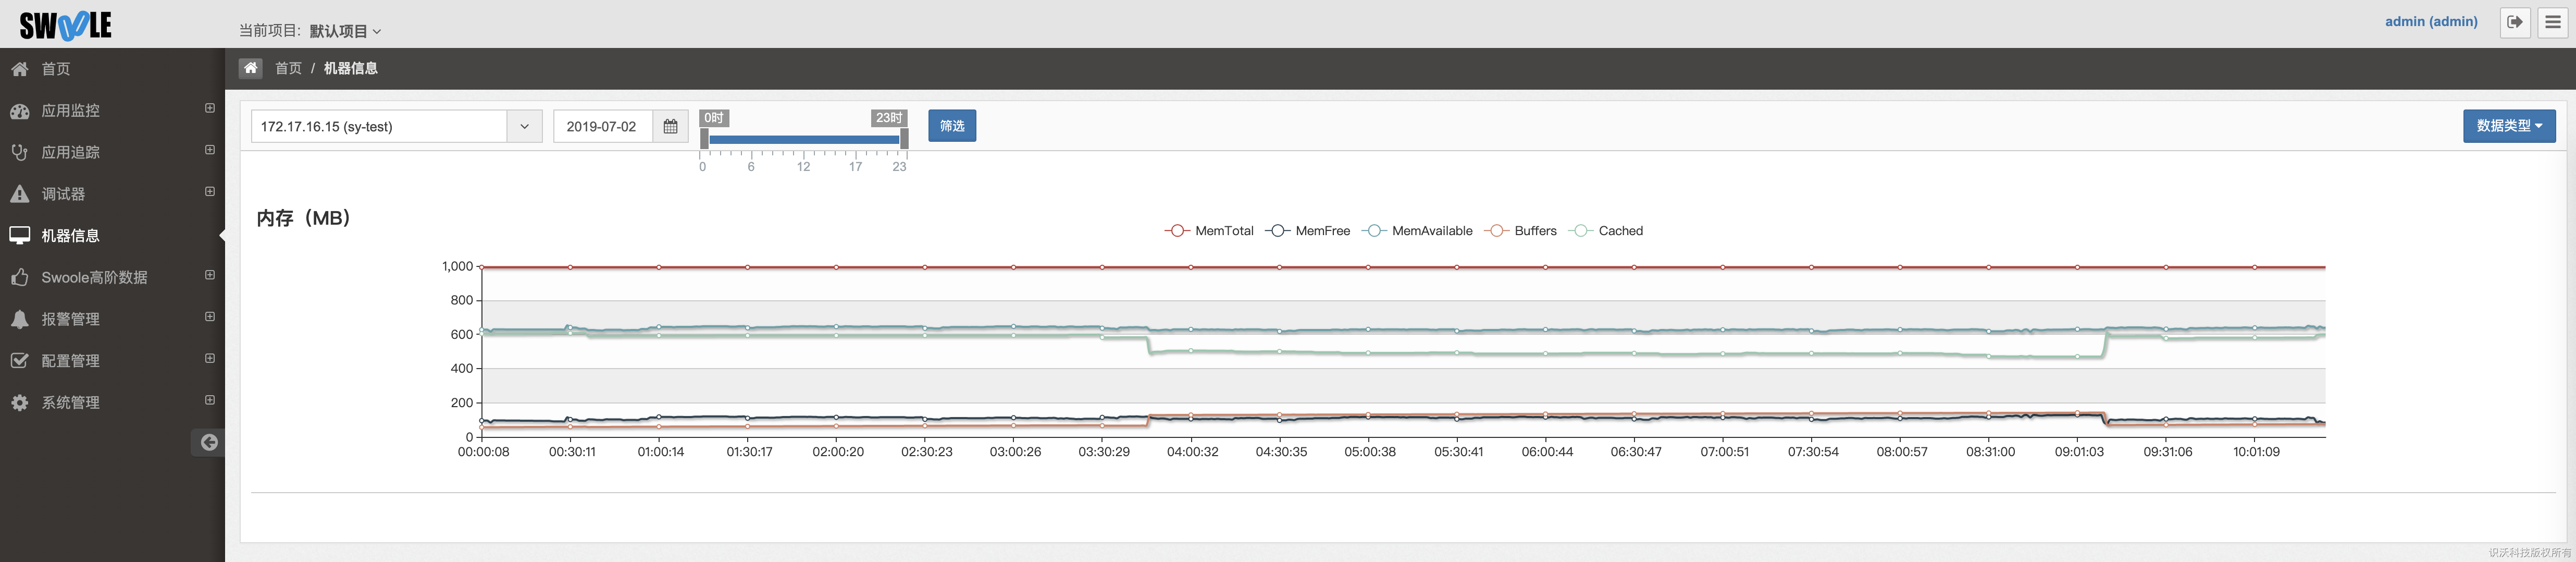 SWOOLE
当前项目: 默认项目
admin (admin)
首页
应用监控
应用追踪
调试器
机器信息
Swoole高阶数据
报警管理
配置管理
系统管理
首页 / 机器信息
172.17.16.15 (sy-test)
2019-07-02
0时 23时
0 6 12 17 23
筛选
数据类型
内存（MB）
MemTotal MemFree MemAvailable Buffers Cached
1,000
800
600
400
200
0
00:00:08 00:30:11 01:00:14 01:30:17 02:00:20 02:30:23 03:00:26 03:30:29 04:00:32 04:30:35 05:00:38 05:30:41 06:00:44 06:30:47 07:00:51 07:30:54 08:00:57 08:31:00 09:01:03 09:31:06 10:01:09
识沃科技版权所有